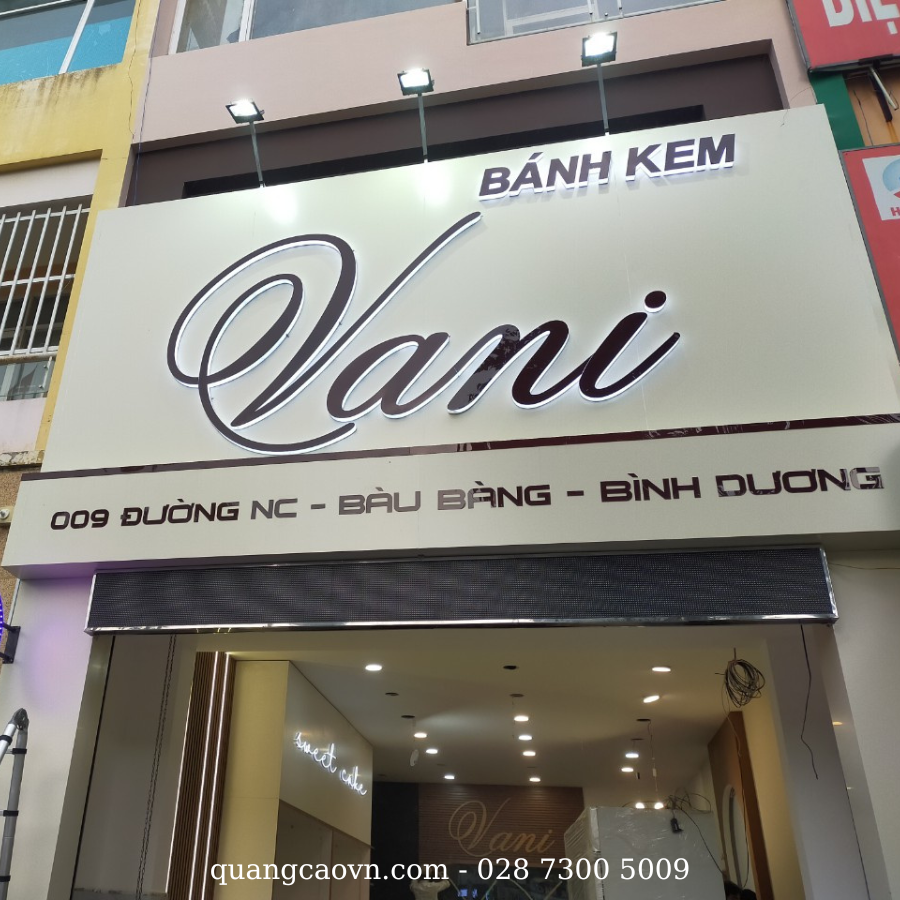 BÁNH KEM
Vani
009 ĐƯỜNG NC - BÀU BÀNG - BÌNH DƯƠNG
sweet cake
Vani
quangcaovn.com - 028 7300 5009